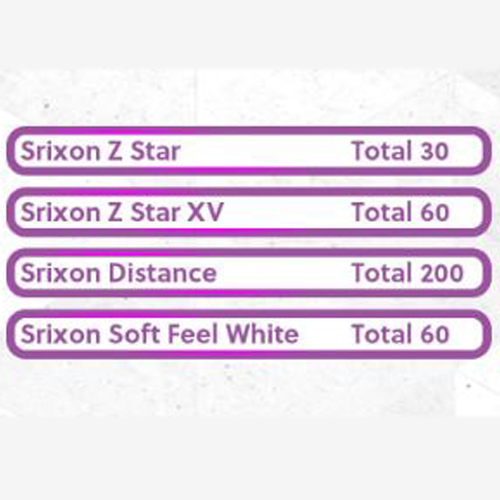 Srixon Z Star Total 30
Srixon Z Star XV Total 60
Srixon Distance Total 200
Srixon Soft Feel White Total 60